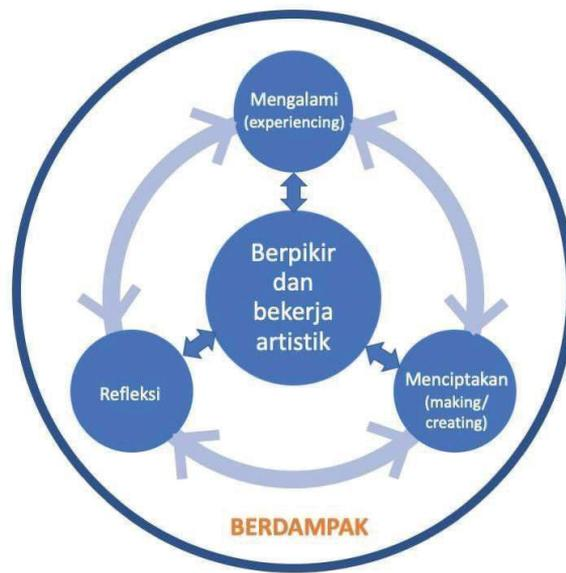 Mengalami
(experiencing)
Berpikir
dan
bekerja
artistik
Refleksi
Menciptakan
(making/
creating)
BERDAMPAK